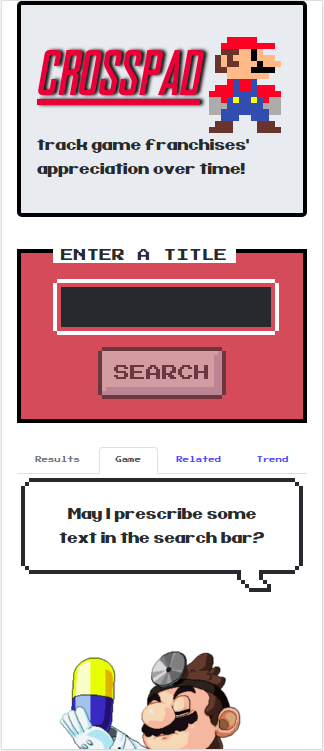 CROSSPAD
track game franchises'
appreciation over time!
ENTER A TITLE
SEARCH
Results Game Related Trend
May I prescribe some
text in the search bar?